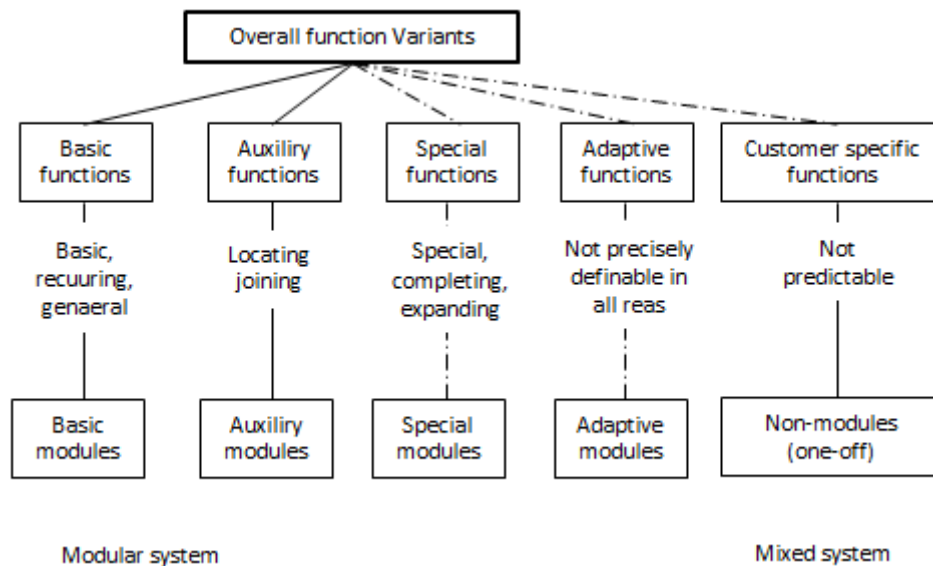 Overall function Variants
Basic
functions
Auxiliry
functions
Special
functions
Adaptive
functions
Customer specific
functions
Basic,
recuuring,
genaeral
Locating
joining
Special,
completing,
expanding
Not precisely
definable in
all reas
Not
predictable
Basic
modules
Auxiliry
modules
Special
modules
Adaptive
modules
Non-modules
(one-off)
Modular system
Mixed system